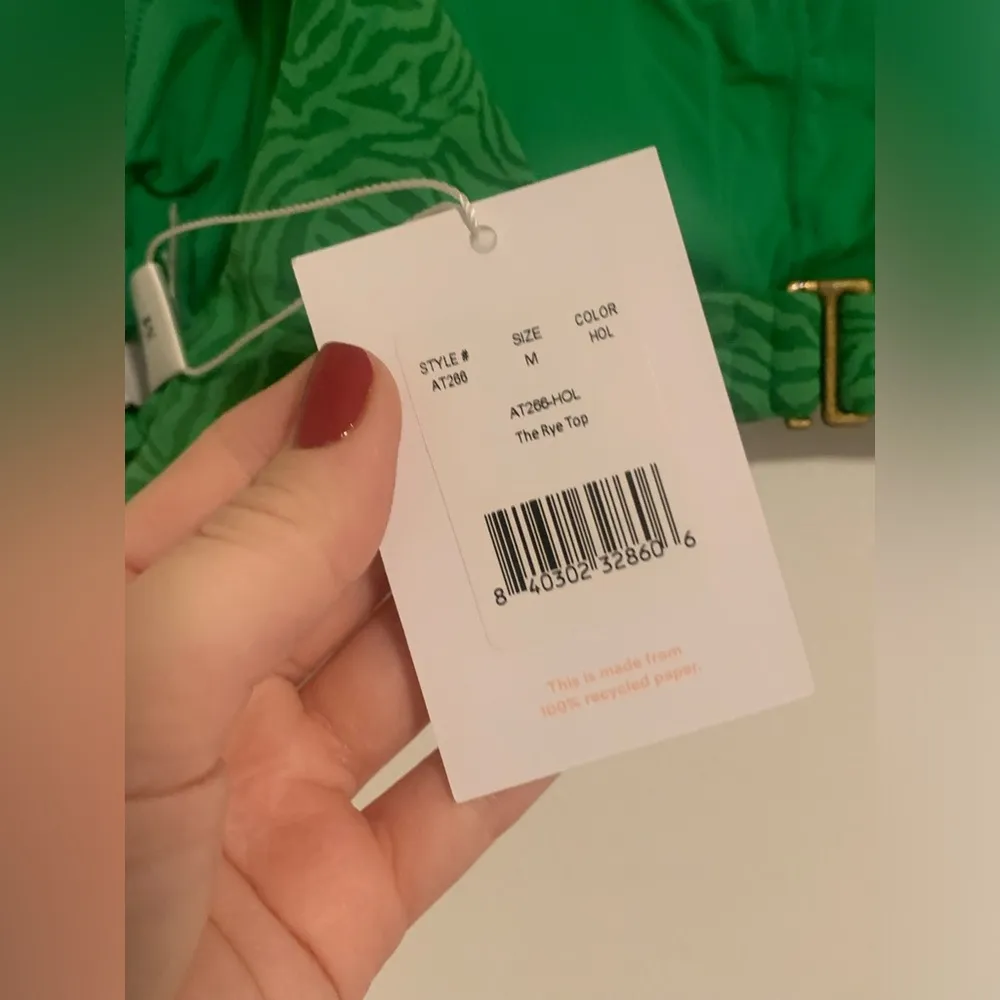 STYLE # SIZE COLOR
AT266 M HOL
AT266-HOL
The Rye Top
8 40302 32860 6
This is made from
100% recycled paper.
M